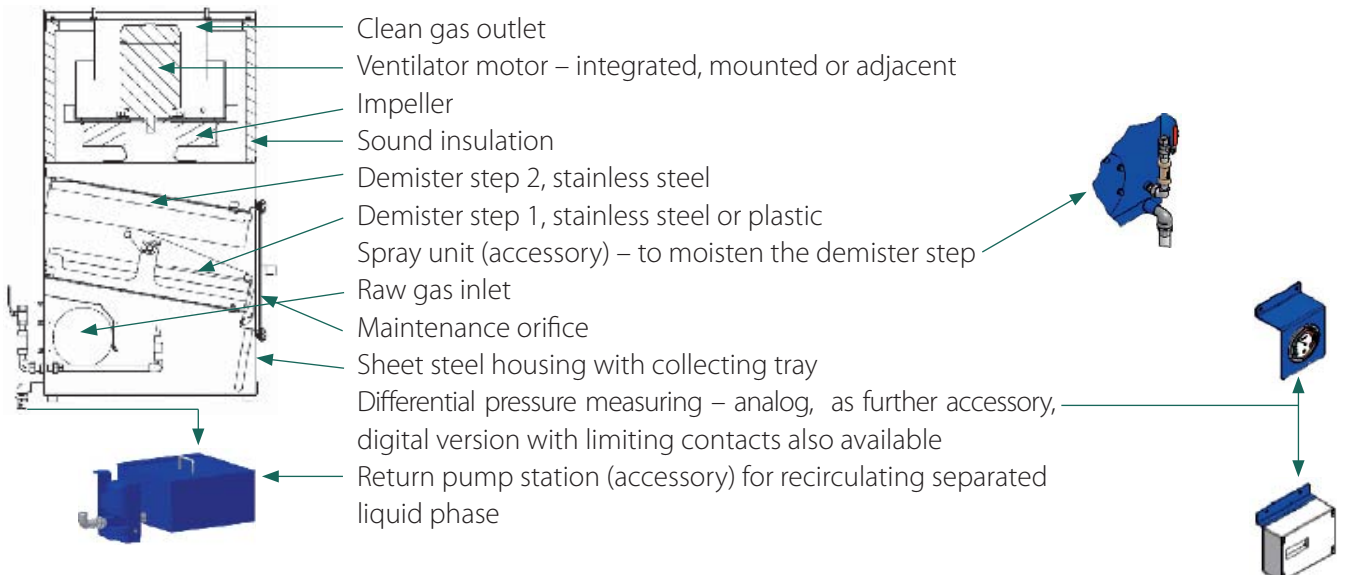 Clean gas outlet
Ventilator motor – integrated, mounted or adjacent
Impeller
Sound insulation
Demister step 2, stainless steel
Demister step 1, stainless steel or plastic
Spray unit (accessory) – to moisten the demister step
Raw gas inlet
Maintenance orifice
Sheet steel housing with collecting tray
Differential pressure measuring – analog, as further accessory,
digital version with limiting contacts also available
Return pump station (accessory) for recirculating separated
liquid phase